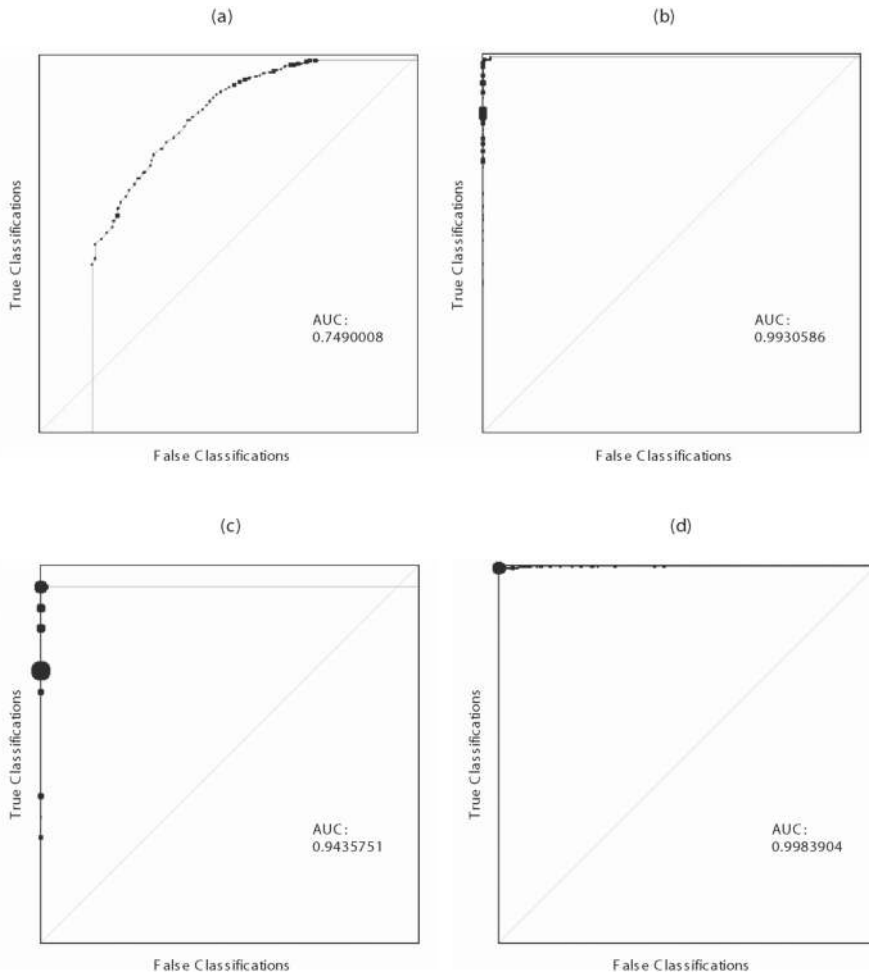 (a)
True Classifications
AUC:
0.7490008
False Classifications
(b)
True Classifications
AUC:
0.9930586
False Classifications
(c)
True Classifications
AUC:
0.9435751
False Classifications
(d)
True Classifications
AUC:
0.9983904
False Classifications